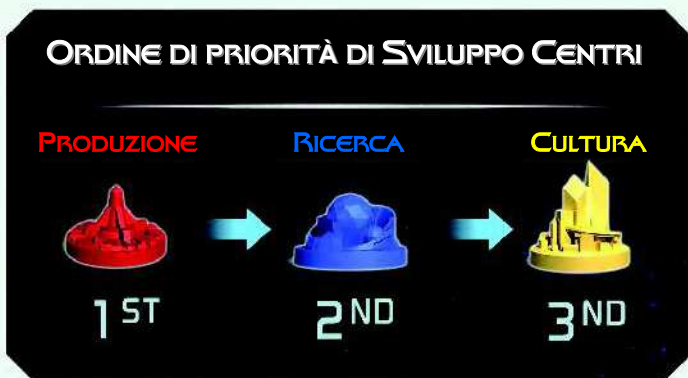 Ordine di priorità di Sviluppo Centri
Produzione Ricerca Cultura
1ST 2ND 3ND